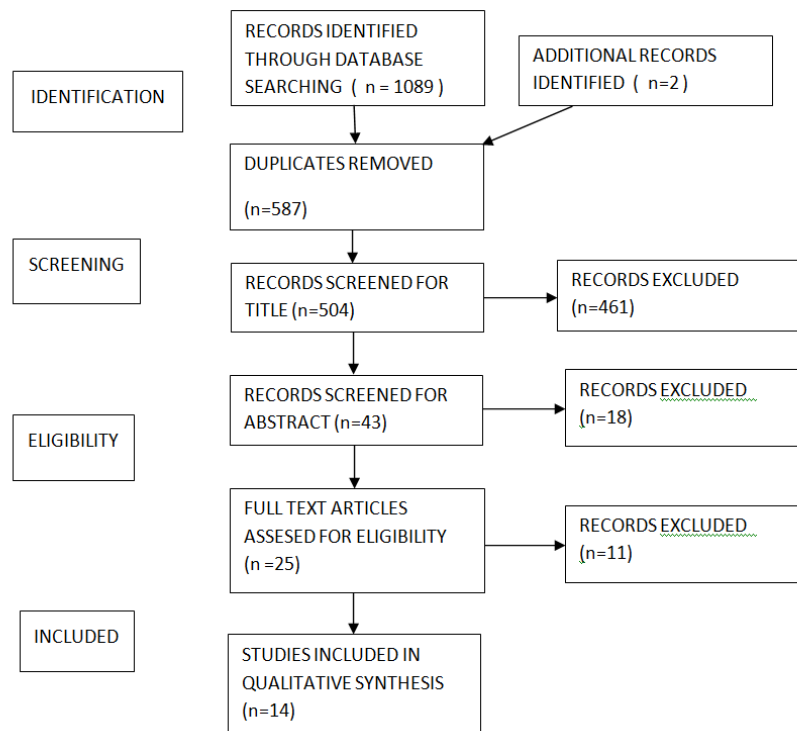 RECORDS IDENTIFIED
THROUGH DATABASE
SEARCHING ( n = 1089 )
ADDITIONAL RECORDS
IDENTIFIED ( n=2 )
IDENTIFICATION
DUPLICATES REMOVED
(n=587)
SCREENING
RECORDS SCREENED FOR
TITLE (n=504)
RECORDS EXCLUDED
(n=461)
RECORDS SCREENED FOR
ABSTRACT (n=43)
RECORDS EXCLUDED
(n=18)
ELIGIBILITY
FULL TEXT ARTICLES
ASSESED FOR ELIGIBILITY
(n =25)
RECORDS EXCLUDED
(n=11)
INCLUDED
STUDIES INCLUDED IN
QUALITATIVE SYNTHESIS
(n=14)